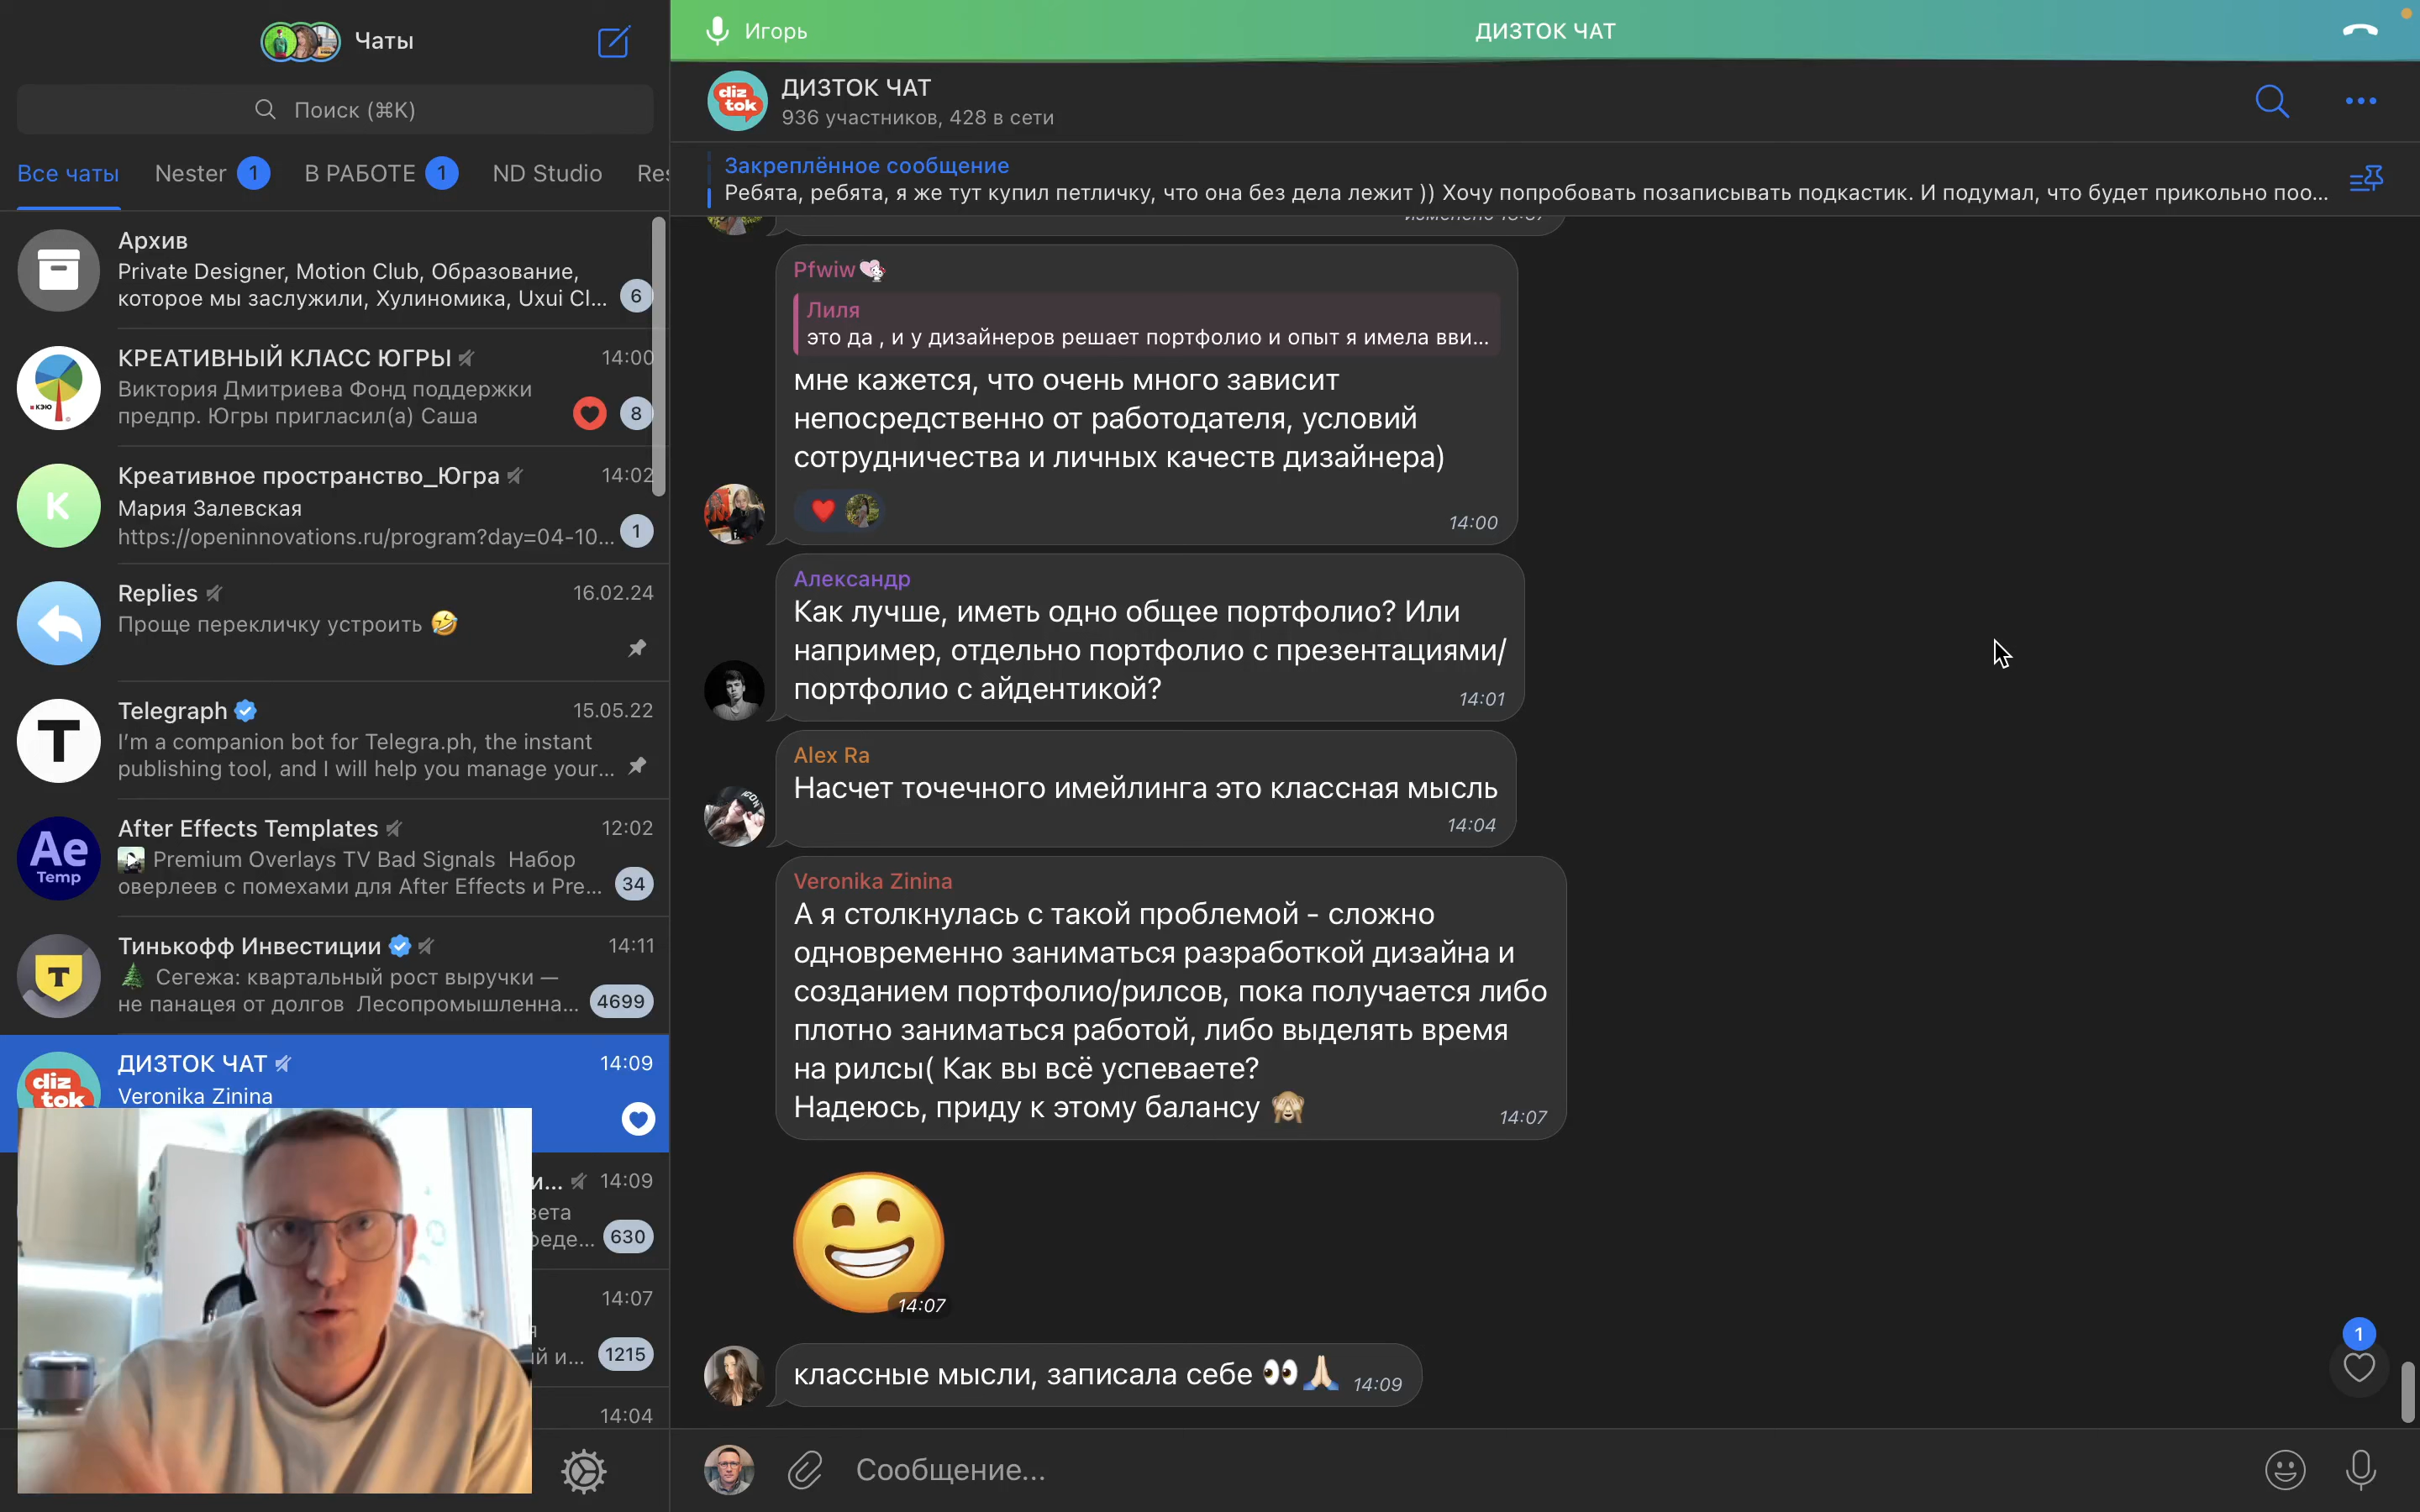 Чаты
Поиск (⌘K)
Все чаты
Nester 1
В РАБОТЕ 1
ND Studio
Res
Архив
Private Designer, Motion Club, Образование,
которое мы заслужили, Хулиномика, Uxui Cl... 6
КРЕАТИВНЫЙ КЛАСС ЮГРЫ 14:00
Виктория Дмитриева Фонд поддержки
предпр. Югры пригласил(а) Саша 8
кэю
K
Креативное пространство_Югра 14:02
Мария Залевская
https://openinnovations.ru/program?day=04-10... 1
Replies 16.02.24
Проще перекличку устроить 🤣
T
Telegraph 15.05.22
I'm a companion bot for Telegra.ph, the instant
publishing tool, and I will help you manage your...
Ae
Temp
After Effects Templates 12:02
Premium Overlays TV Bad Signals Набор
оверлеев с помехами для After Effects и Pre... 34
T
Тинькофф Инвестиции 14:11
🌲 Сегежа: квартальный рост выручки —
не панацея от долгов Лесопромышленна... 4699
diz
tok
ДИЗТОК ЧАТ 14:09
Veronika Zinina
и... 14:09
вета
реде... 630
14:07
ий и... 1215
14:04
Игорь
ДИЗТОК ЧАТ
diz
tok
ДИЗТОК ЧАТ
936 участников, 428 в сети
Закреплённое сообщение
Ребята, ребята, я же тут купил петличку, что она без дела лежит )) Хочу попробовать позаписывать подкастик. И подумал, что будет прикольно поо...
Pfwiw
Лиля
это да , и у дизайнеров решает портфолио и опыт я имела вви...
мне кажется, что очень много зависит
непосредственно от работодателя, условий
сотрудничества и личных качеств дизайнера)
14:00
Александр
Как лучше, иметь одно общее портфолио? Или
например, отдельно портфолио с презентациями/
портфолио с айдентикой?
14:01
Alex Ra
Насчет точечного имейлинга это классная мысль
14:04
Veronika Zinina
А я столкнулась с такой проблемой - сложно
одновременно заниматься разработкой дизайна и
созданием портфолио/рилсов, пока получается либо
плотно заниматься работой, либо выделять время
на рилсы( Как вы всё успеваете?
Надеюсь, приду к этому балансу 🙈
14:07
14:07
классные мысли, записала себе 👀🙏🏻 14:09
1
Сообщение...